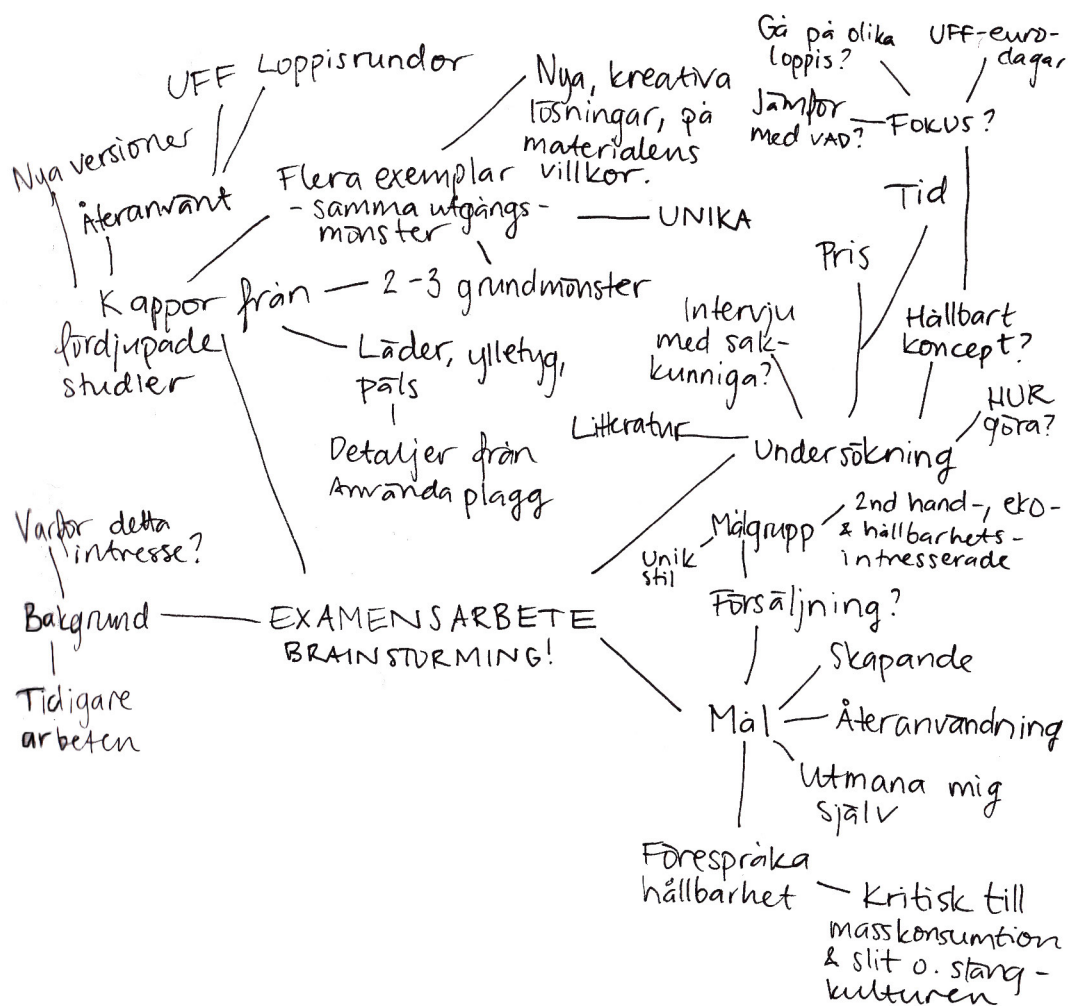 UFF Loppisrundor
Nya versioner
Återanvänt
Flera exemplar
- samma utgångs-
mönster
Nya, kreativa
lösningar, på
materialens
villkor.
UNIKA
Kappor från
fördjupade
studier
2-3 grundmönster
Läder, ylletyg,
päls
Detaljer från
Använda plagg
Gå på olika
loppis?
UFF-euro-
dagar
Jämför
med VAD?
FOKUS?
Tid
Pris
Hållbart
koncept?
Intervju
med sak-
kunniga?
HUR
göra?
Litteratur
Undersökning
Varför detta
intresse?
Bakgrund
Tidigare
arbeten
EXAMENSARBETE
BRAINSTORMING!
Målgrupp
2nd hand-, eko-
& hållbarhets-
intresserade
Unik
stil
Försäljning?
Mål
Skapande
Återanvändning
Utmana mig
själv
Förespråka
hållbarhet
Kritisk till
masskonsumtion
& slit o. släng-
kulturen